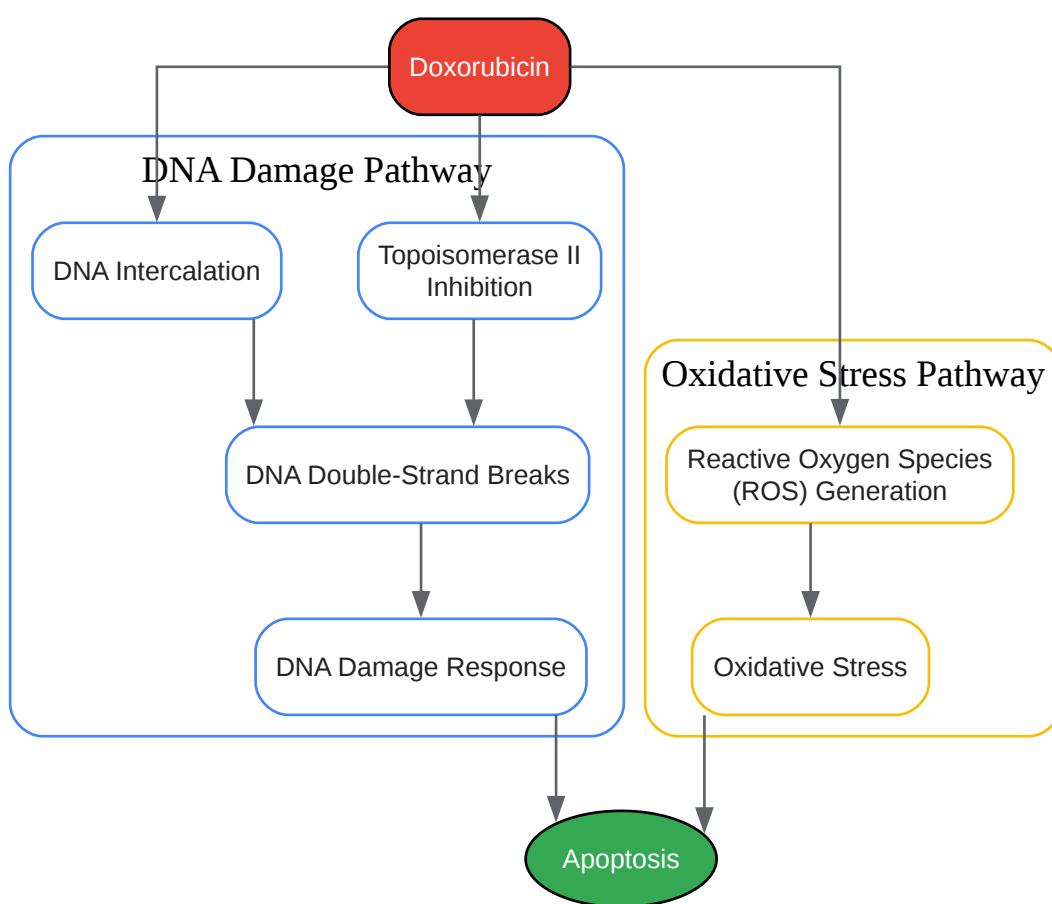 Doxorubicin
DNA Damage Pathway
DNA Intercalation
Topoisomerase II
Inhibition
Oxidative Stress Pathway
DNA Double-Strand Breaks
Reactive Oxygen Species
(ROS) Generation
DNA Damage Response
Oxidative Stress
Apoptosis